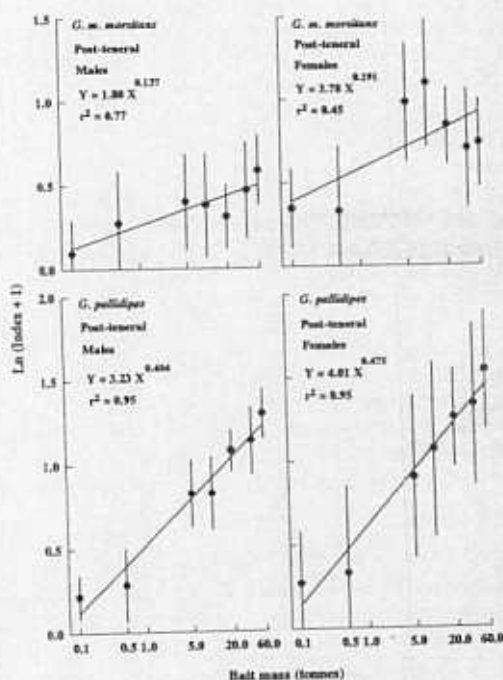 G. m. morsitans
Post-teneral
Males
Y = 1.80 X^0.137
r² = 0.77
G. m. morsitans
Post-teneral
Females
Y = 3.78 X^0.191
r² = 0.45
1.5
1.0
0.5
0.0
Ln (Index + 1)
G. pallidipes
Post-teneral
Males
Y = 3.23 X^0.404
r² = 0.95
G. pallidipes
Post-teneral
Females
Y = 4.01 X^0.475
r² = 0.95
2.0
1.5
1.0
0.5
0.0
0.1 0.5 1.0 5.0 20.0 60.0
0.1 0.5 1.0 5.0 20.0 60.0
Bait mass (tonnes)